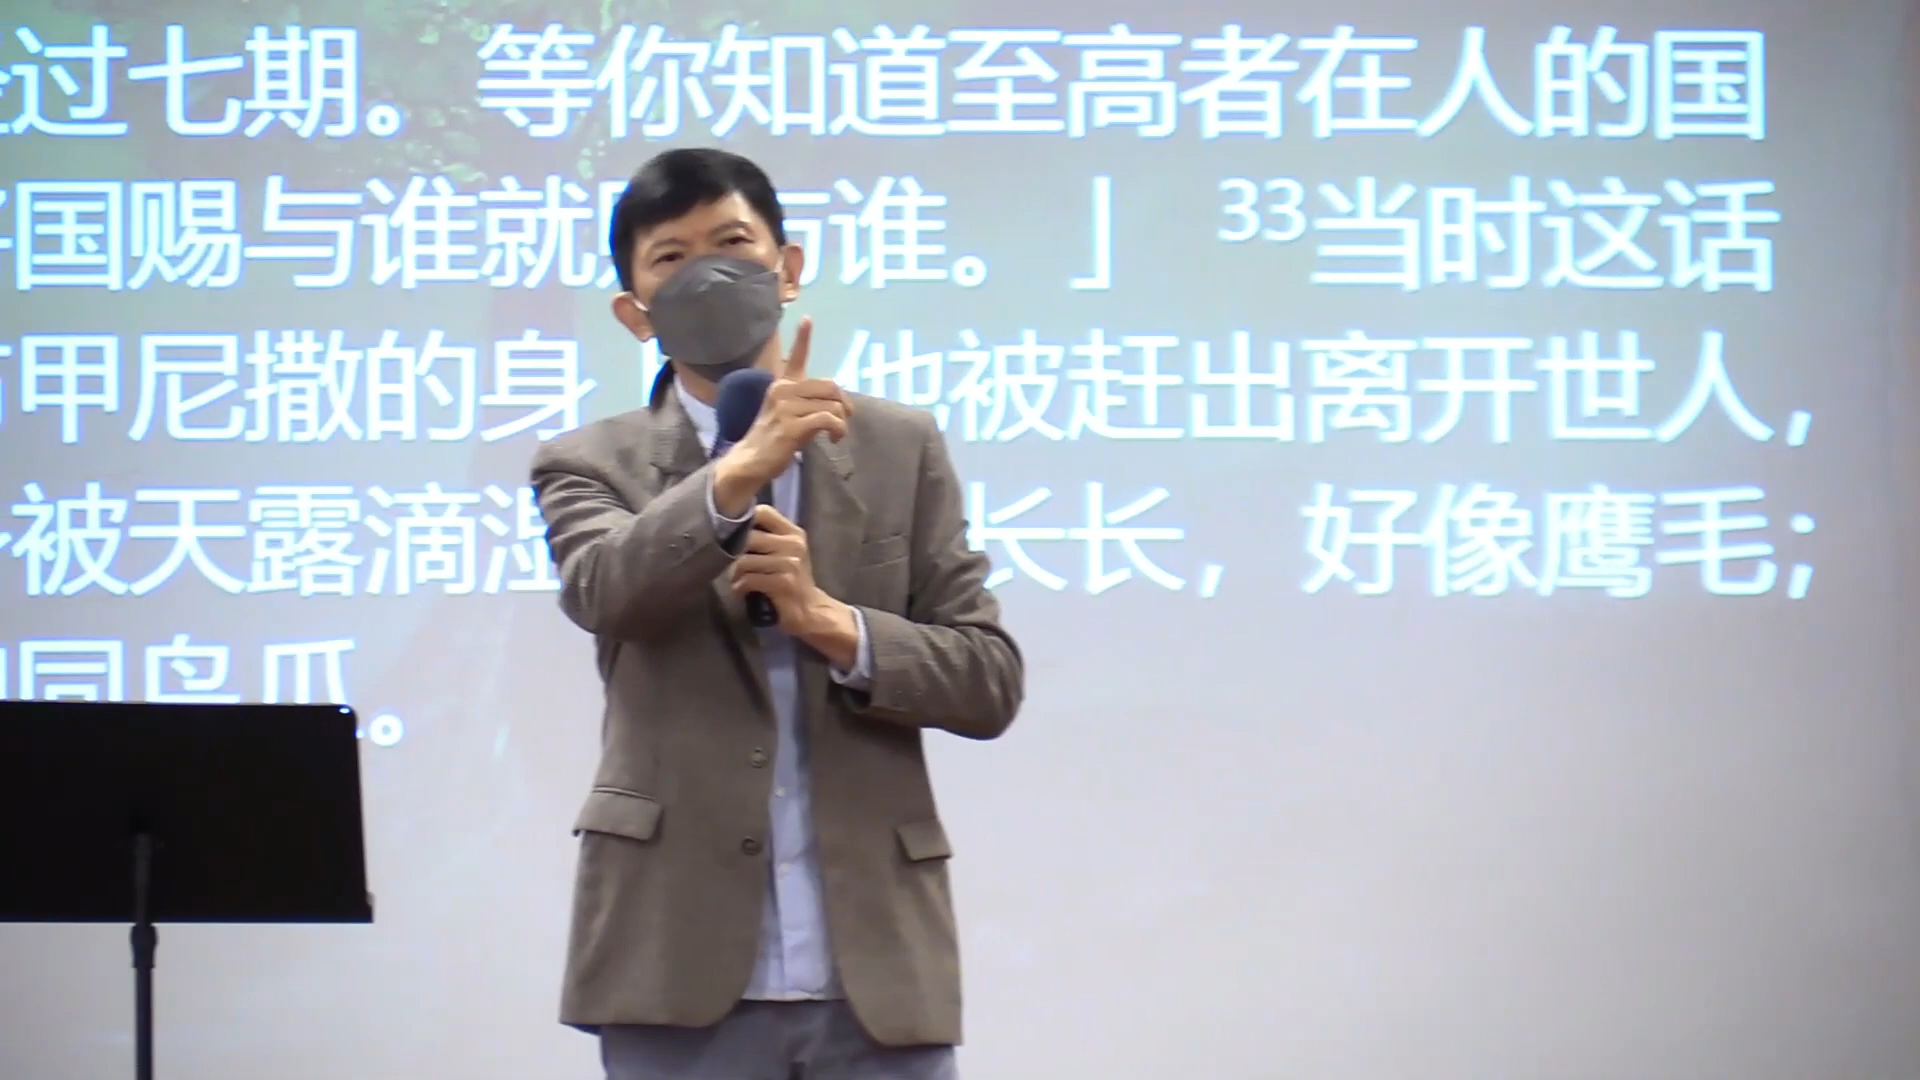 过七期。等你知道至高者在人的国
国赐与谁就 与谁。」 33当时这话
甲尼撒的身 他被赶出离开世人，
被天露滴湿 长长，好像鹰毛；
同鸟爪。